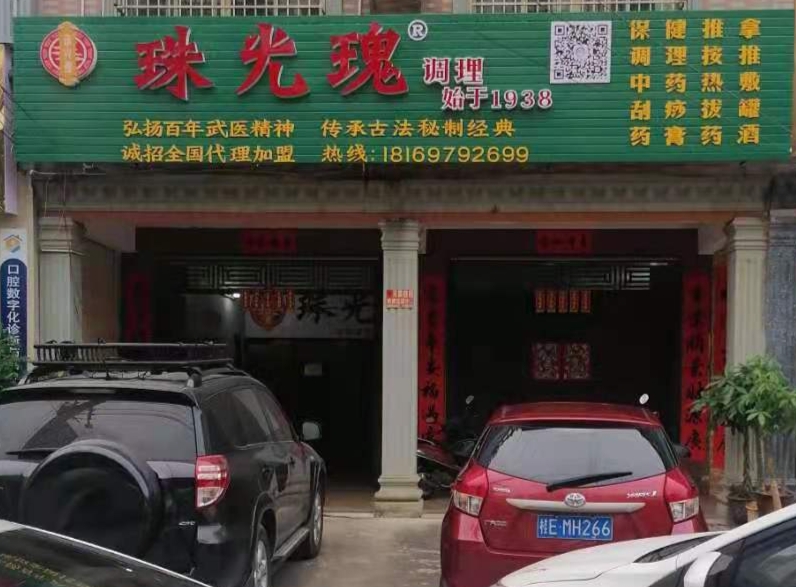 珠光瑰®
调理
始于1938
弘扬百年武医精神 传承古法秘制经典
诚招全国代理加盟 热线:18169792699
保健推拿
调理按推
中药热敷
刮痧拔罐
药膏药酒
口腔数字化诊
珠光
桂E·MH266